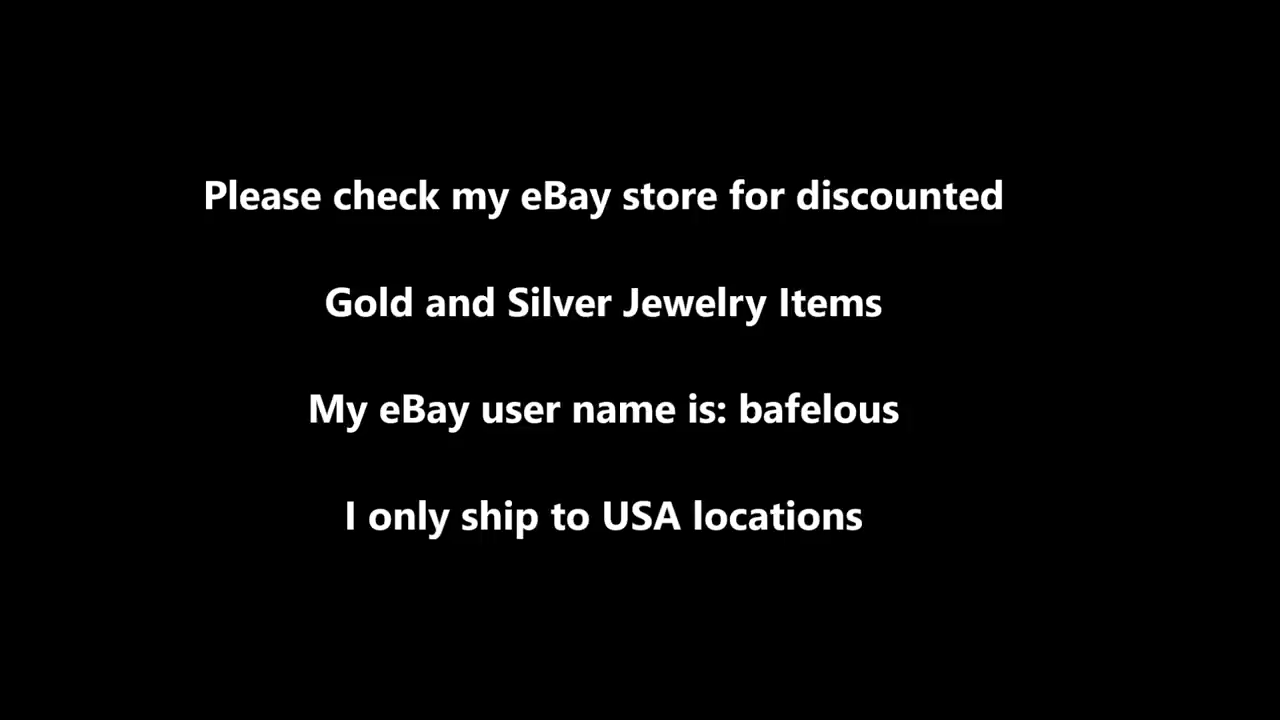 Please check my eBay store for discounted
Gold and Silver Jewelry Items
My eBay user name is: bafelous
I only ship to USA locations